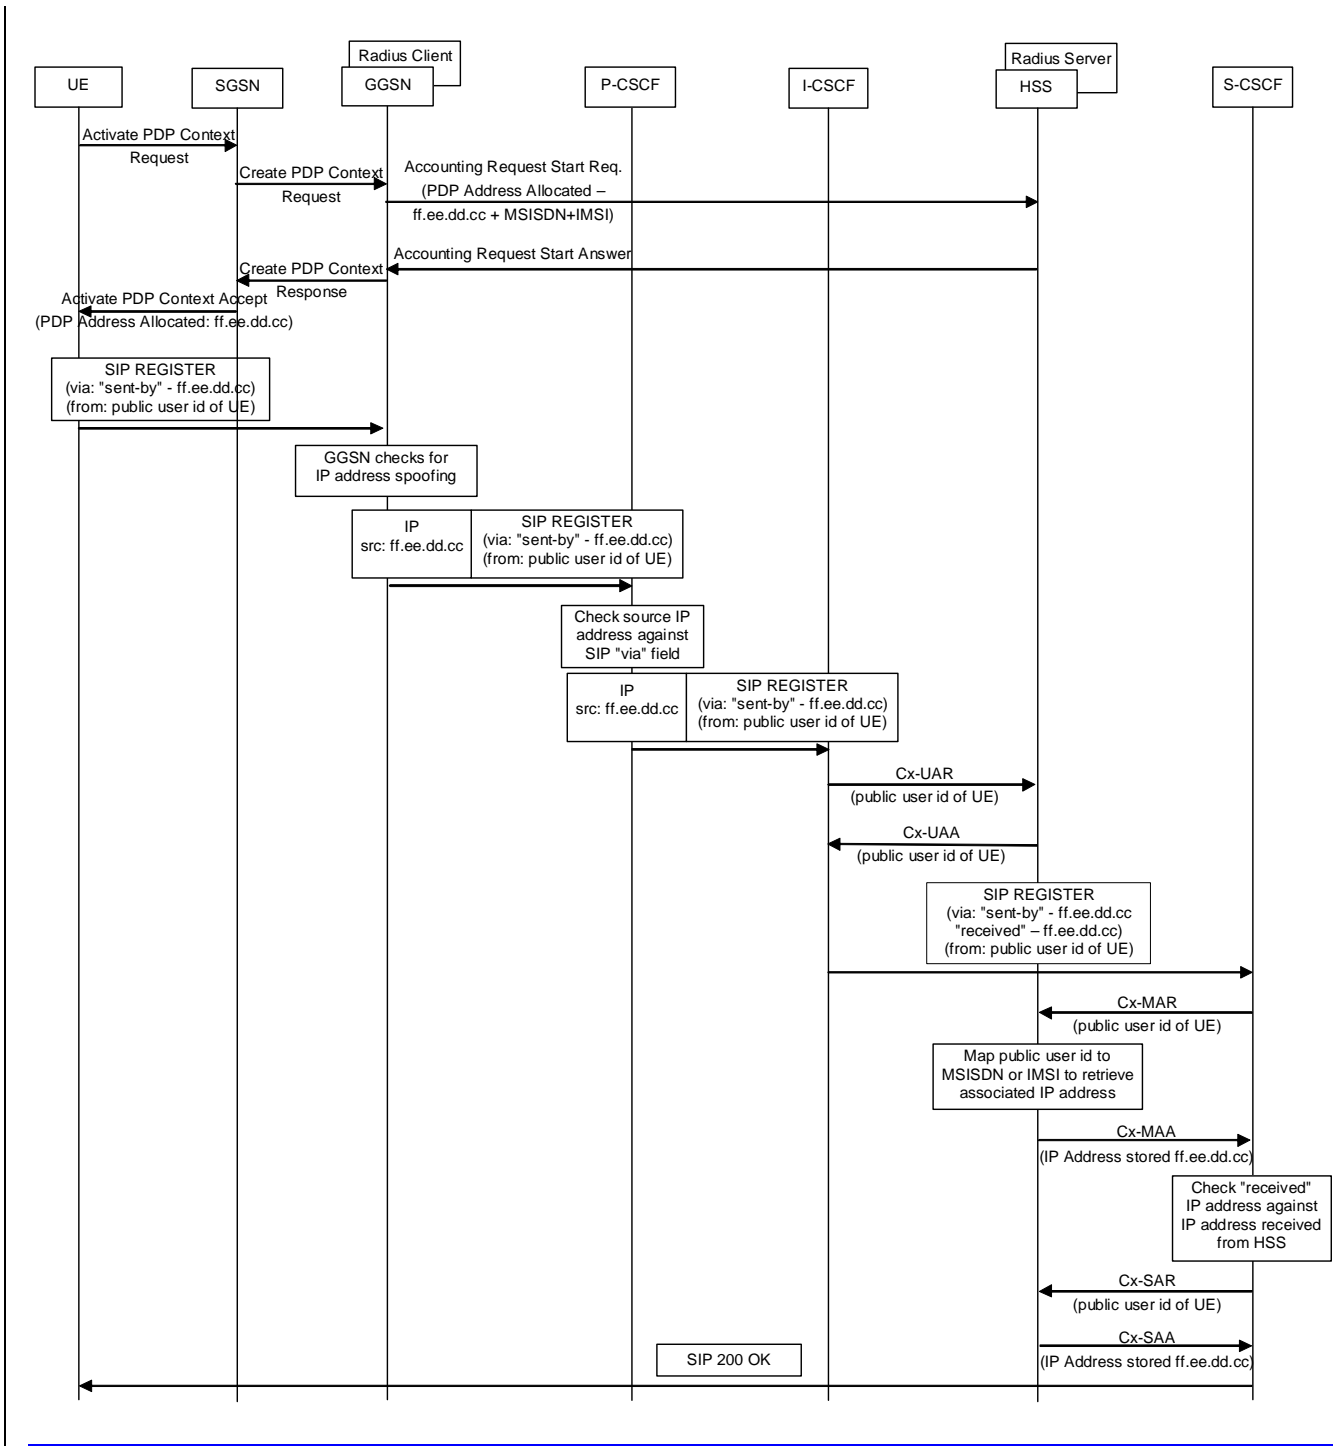 Radius Client
Radius Server
UE
SGSN
GGSN
P-CSCF
I-CSCF
HSS
S-CSCF
Activate PDP Context
Request
Create PDP Context
Request
Accounting Request Start Req.
(PDP Address Allocated –
ff.ee.dd.cc + MSISDN+IMSI)
Accounting Request Start Answer
Create PDP Context
Response
Activate PDP Context Accept
(PDP Address Allocated: ff.ee.dd.cc)
SIP REGISTER
(via: "sent-by" - ff.ee.dd.cc)
(from: public user id of UE)
GGSN checks for
IP address spoofing
IP
src: ff.ee.dd.cc
SIP REGISTER
(via: "sent-by" - ff.ee.dd.cc)
(from: public user id of UE)
Check source IP
address against
SIP "via" field
IP
src: ff.ee.dd.cc
SIP REGISTER
(via: "sent-by" - ff.ee.dd.cc)
(from: public user id of UE)
Cx-UAR
(public user id of UE)
Cx-UAA
(public user id of UE)
SIP REGISTER
(via: "sent-by" - ff.ee.dd.cc
"received" – ff.ee.dd.cc)
(from: public user id of UE)
Cx-MAR
(public user id of UE)
Map public user id to
MSISDN or IMSI to retrieve
associated IP address
Cx-MAA
(IP Address stored ff.ee.dd.cc)
Check "received"
IP address against
IP address received
from HSS
Cx-SAR
(public user id of UE)
Cx-SAA
(IP Address stored ff.ee.dd.cc)
SIP 200 OK